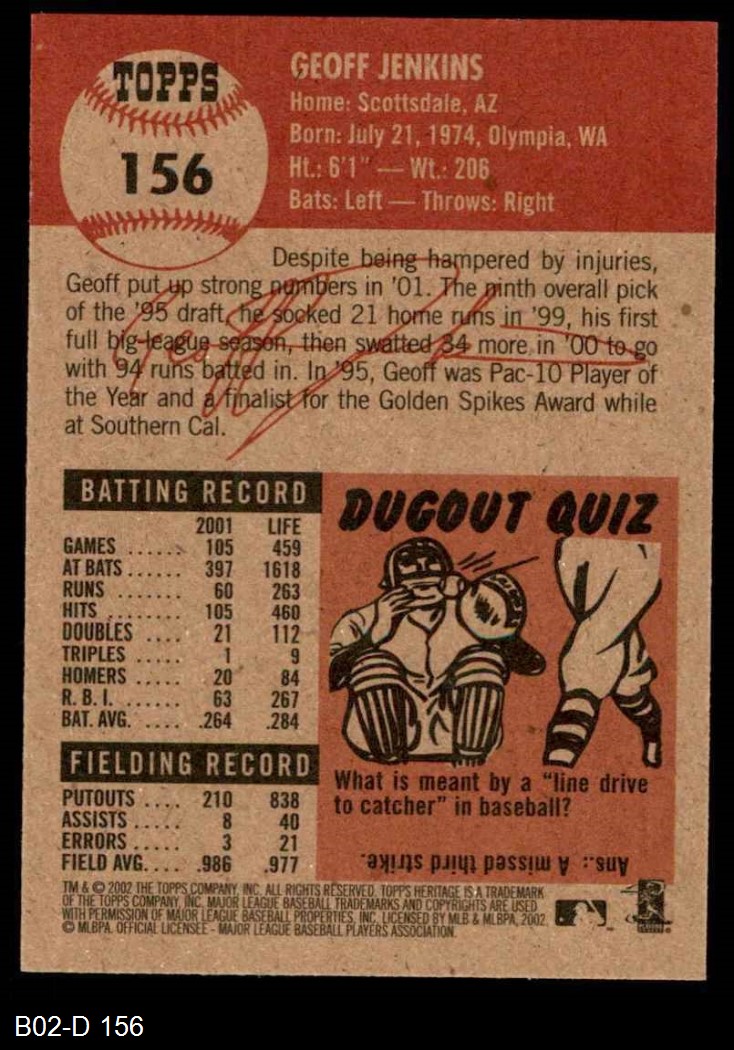 TOPPS
156
GEOFF JENKINS
Home: Scottsdale, AZ
Born: July 21, 1974, Olympia, WA
Ht.: 6'1" — Wt.: 206
Bats: Left — Throws: Right
Despite being hampered by injuries,
Geoff put up strong numbers in '01. The ninth overall pick
of the '95 draft, he socked 21 home runs in '99, his first
full big-league season, then swatted 34 more in '00 to go
with 94 runs batted in. In '95, Geoff was Pac-10 Player of
the Year and a finalist for the Golden Spikes Award while
at Southern Cal.
BATTING RECORD
2001 LIFE
GAMES ...... 105 459
AT BATS ...... 397 1618
RUNS ....... 60 263
HITS ........ 105 460
DOUBLES .... 21 112
TRIPLES ..... 1 9
HOMERS ..... 20 84
R. B. I. ...... 63 267
BAT. AVG. .... .264 .284
FIELDING RECORD
PUTOUTS .... 210 838
ASSISTS ..... 8 40
ERRORS ..... 3 21
FIELD AVG. ... .986 .977
DUGOUT QUIZ
What is meant by a "line drive
to catcher" in baseball?
Ans.: A missed third strike.
TM & © 2002 THE TOPPS COMPANY, INC. ALL RIGHTS RESERVED. TOPPS HERITAGE IS A TRADEMARK
OF THE TOPPS COMPANY, INC. MAJOR LEAGUE BASEBALL TRADEMARKS AND COPYRIGHTS ARE USED
WITH PERMISSION OF MAJOR LEAGUE BASEBALL PROPERTIES, INC. LICENSED BY MLB & MLBPA, 2002
© MLBPA. OFFICIAL LICENSEE - MAJOR LEAGUE BASEBALL PLAYERS ASSOCIATION.
B02-D 156